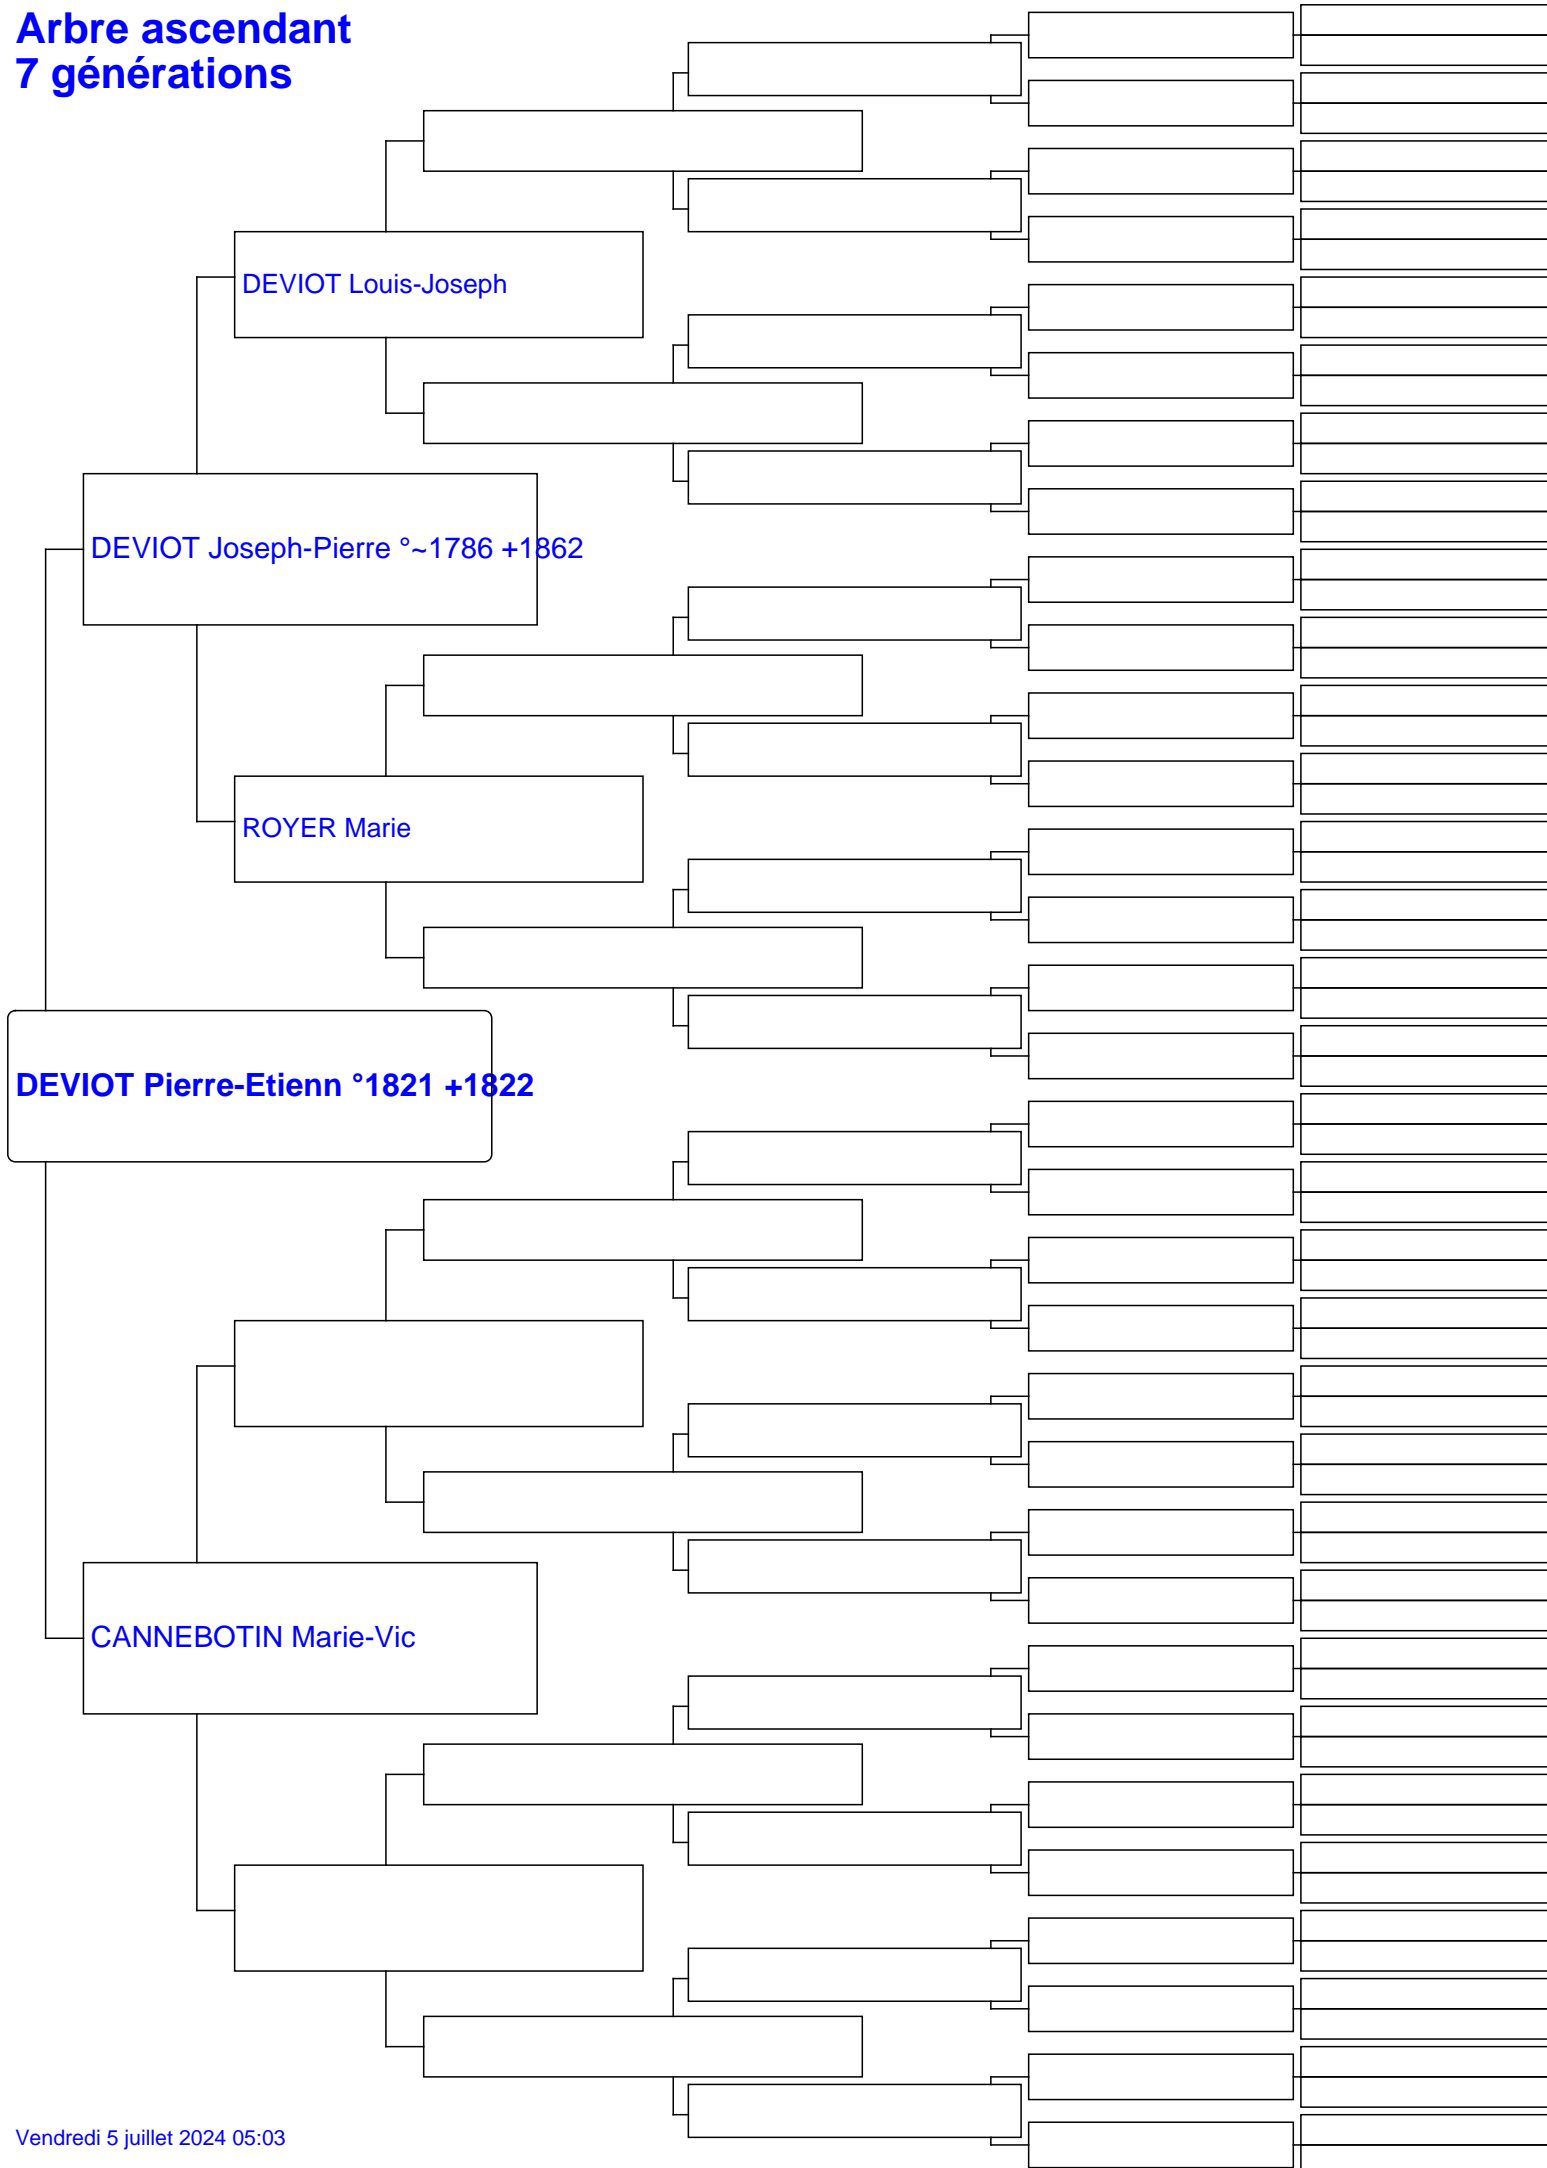 Arbre ascendant
7 générations
DEVIOT Louis-Joseph
DEVIOT Joseph-Pierre °~1786 +1862
ROYER Marie
DEVIOT Pierre-Etienn °1821 +1822
CANNEBOTIN Marie-Vic
Vendredi 5 juillet 2024 05:03